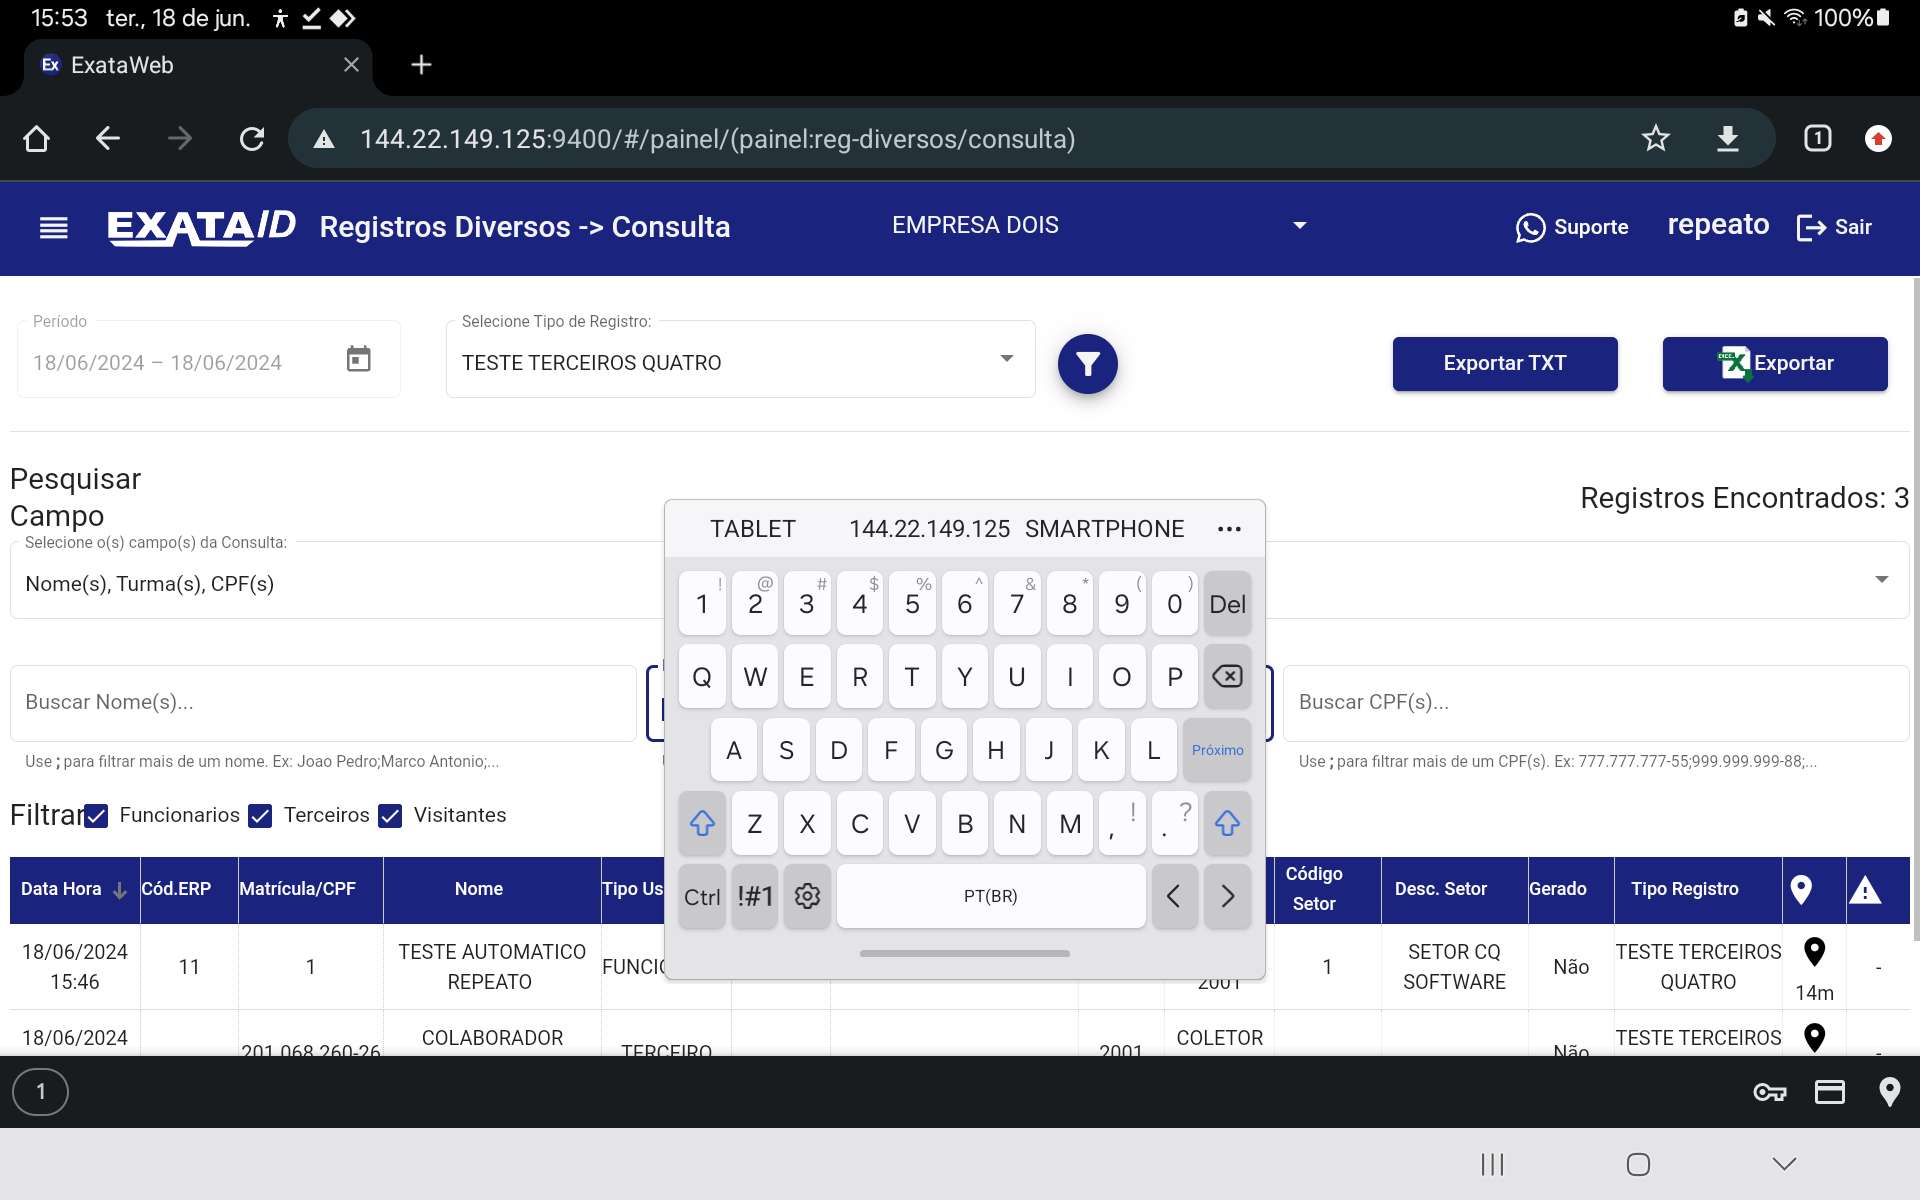 15:53 ter., 18 de jun. 100%
Ex ExataWeb
144.22.149.125:9400/#/painel/(painel:reg-diversos/consulta) 1
EXATA/ID Registros Diversos -> Consulta EMPRESA DOIS Suporte repeato Sair
Período Selecione Tipo de Registro:
18/06/2024 – 18/06/2024 TESTE TERCEIROS QUATRO Exportar TXT Exportar
Pesquisar
Campo Registros Encontrados: 3
Selecione o(s) campo(s) da Consulta:
Nome(s), Turma(s), CPF(s)
Buscar Nome(s)... Buscar CPF(s)...
Use ; para filtrar mais de um nome. Ex: Joao Pedro;Marco Antonio;... Use ; para filtrar mais de um CPF(s). Ex: 777.777.777-55;999.999.999-88;...
Filtrar Funcionarios Terceiros Visitantes
TABLET 144.22.149.125 SMARTPHONE
! @ # $ % ^ & * ( )
1 2 3 4 5 6 7 8 9 0 Del
Q W E R T Y U I O P
A S D F G H J K L Próximo
Z X C V B N M , ! . ?
Ctrl !#1 PT(BR) < >
Data Hora Cód.ERP Matrícula/CPF Nome Tipo Us Código Setor Desc. Setor Gerado Tipo Registro
18/06/2024 15:46 11 1 TESTE AUTOMATICO REPEATO FUNCIO 2001 1 SETOR CQ SOFTWARE Não TESTE TERCEIROS QUATRO 14m -
18/06/2024 201.068.260-26 COLABORADOR TERCEIRO 2001 COLETOR Não TESTE TERCEIROS -
1